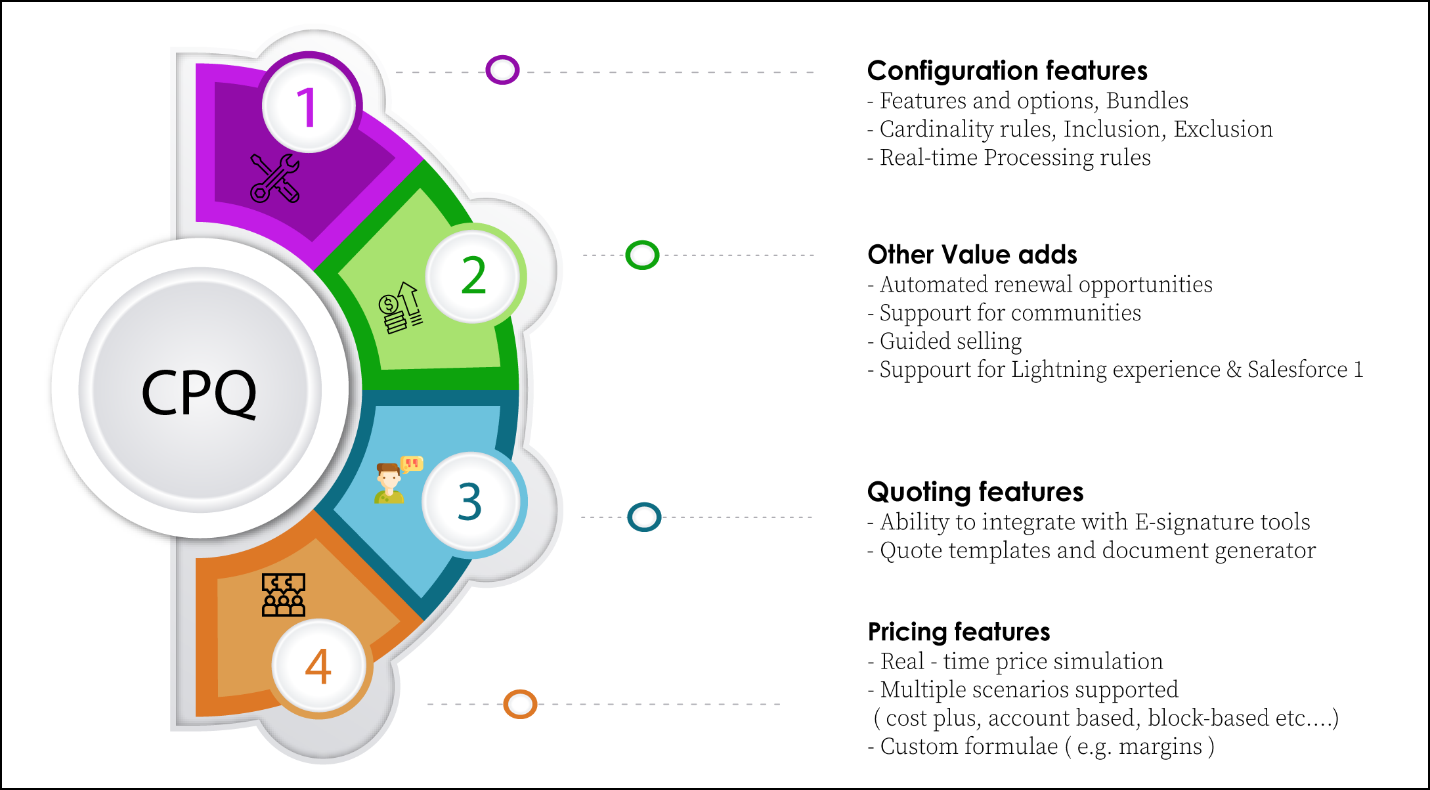 CPQ
1
Configuration features
- Features and options, Bundles
- Cardinality rules, Inclusion, Exclusion
- Real-time Processing rules
2
Other Value adds
- Automated renewal opportunities
- Suppourt for communities
- Guided selling
- Suppourt for Lightning experience & Salesforce 1
3
Quoting features
- Ability to integrate with E-signature tools
- Quote templates and document generator
4
Pricing features
- Real - time price simulation
- Multiple scenarios supported
( cost plus, account based, block-based etc....)
- Custom formulae ( e.g. margins )